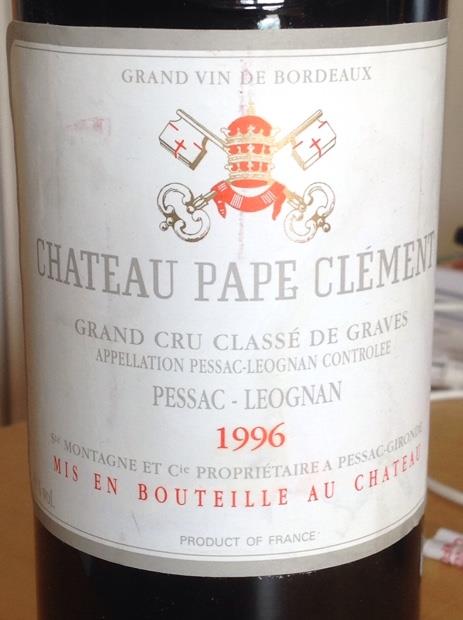 GRAND VIN DE BORDEAUX
CHATEAU PAPE CLÉMENT
GRAND CRU CLASSÉ DE GRAVES
APPELLATION PESSAC-LEOGNAN CONTROLEE
PESSAC - LEOGNAN
1996
Sté MONTAGNE ET Cie PROPRIÉTAIRE A PESSAC-GIRONDE
MIS EN BOUTEILLE AU CHATEAU
vol.
PRODUCT OF FRANCE